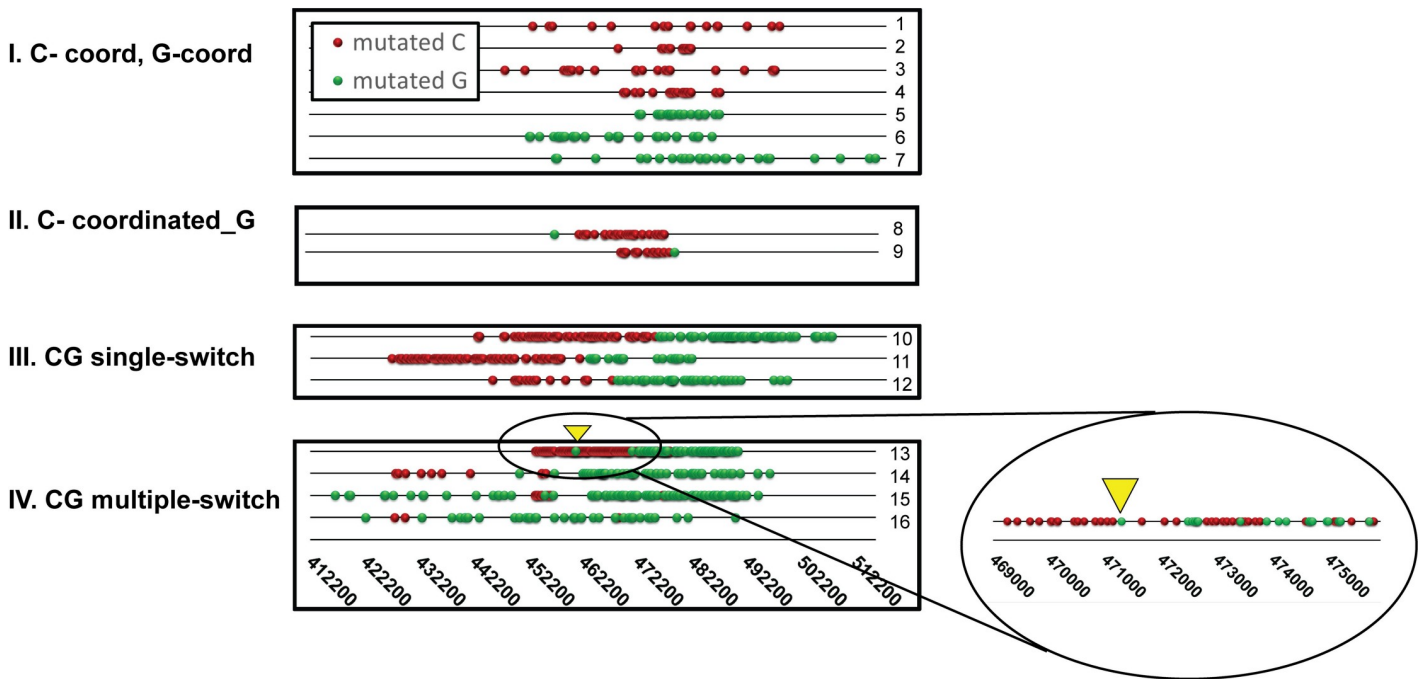 I. C- coord, G-coord
mutated C
mutated G
1
2
3
4
5
6
7
II. C- coordinated_G
8
9
III. CG single-switch
10
11
12
IV. CG multiple-switch
13
14
15
16
412200 422200 432200 442200 452200 462200 472200 482200 492200 502200 512200
469000 470000 471000 472000 473000 474000 475000